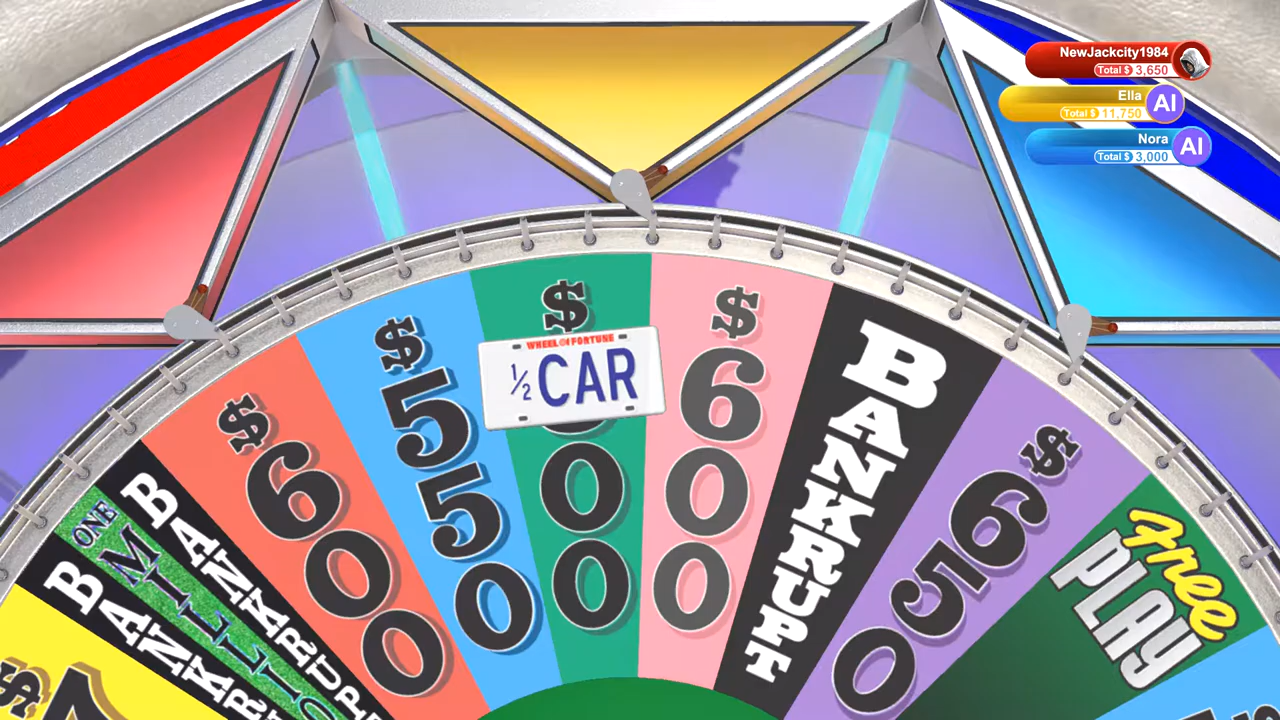 NewJackcity1984
Total $ 3,650
Ella
AI
Total $ 11,750
Nora
AI
Total $ 3,000
BANKRUPT
ONE MILLIO
BANKRUPT
$600
$550
$
WHEEL OF FORTUNE
½ CAR
00
$600
BANKRUPT
$650
Free
PLAY
$